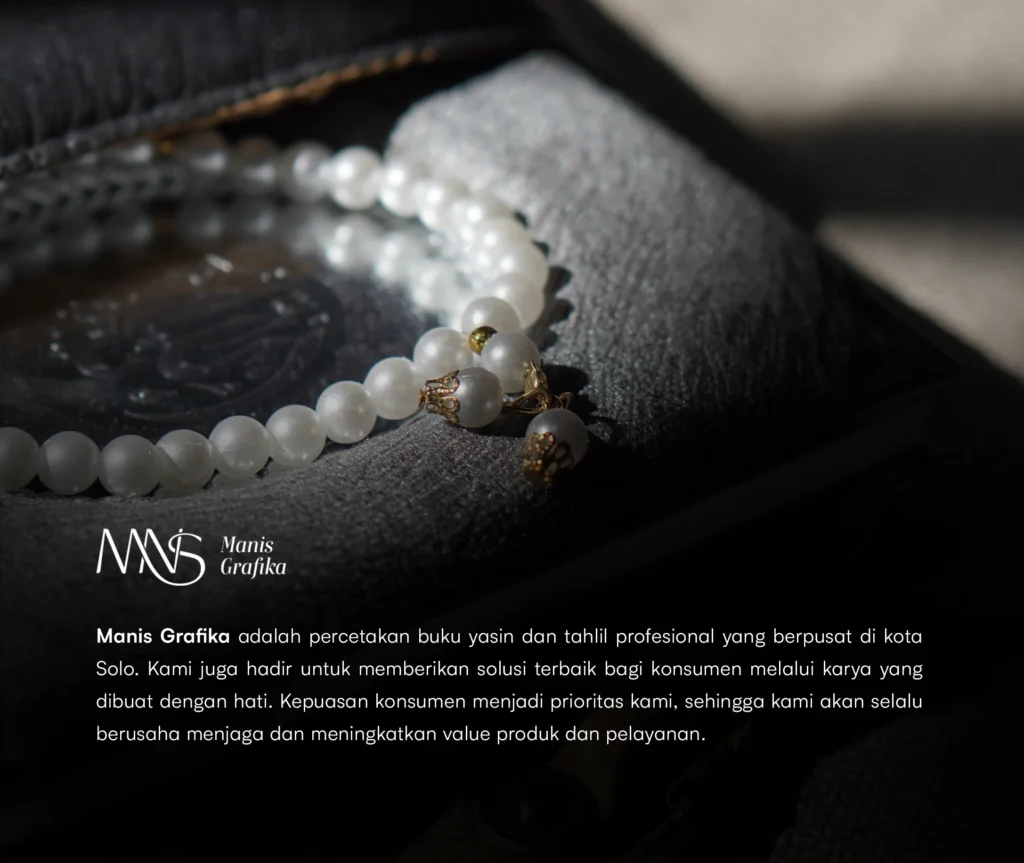 MNIS
Manis
Grafika
Manis Grafika adalah percetakan buku yasin dan tahlil profesional yang berpusat di kota
Solo. Kami juga hadir untuk memberikan solusi terbaik bagi konsumen melalui karya yang
dibuat dengan hati. Kepuasan konsumen menjadi prioritas kami, sehingga kami akan selalu
berusaha menjaga dan meningkatkan value produk dan pelayanan.